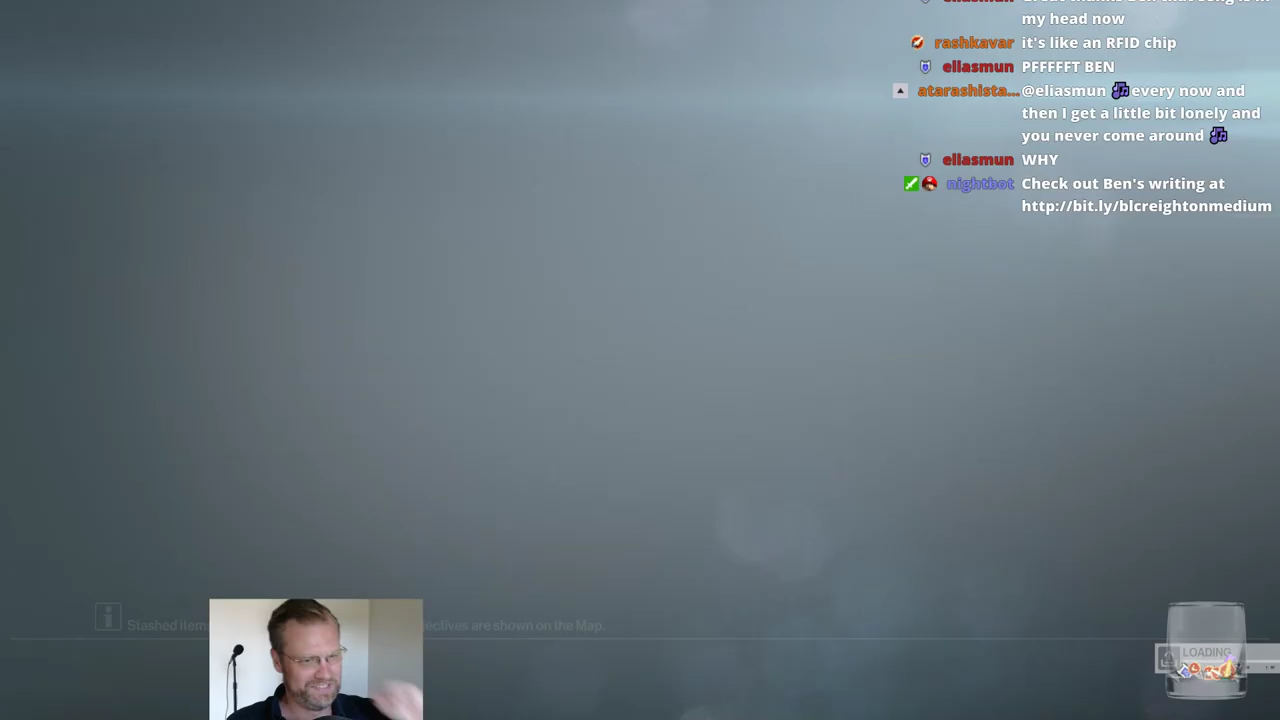 my head now
rashkavar it's like an RFID chip
eliasmun PFFFFFT BEN
atarashista... @eliasmun every now and
then I get a little bit lonely and
you never come around
eliasmun WHY
nightbot Check out Ben's writing at
http://bit.ly/blcreightonmedium
Stashed items
ectives are shown on the Map.
LOADING